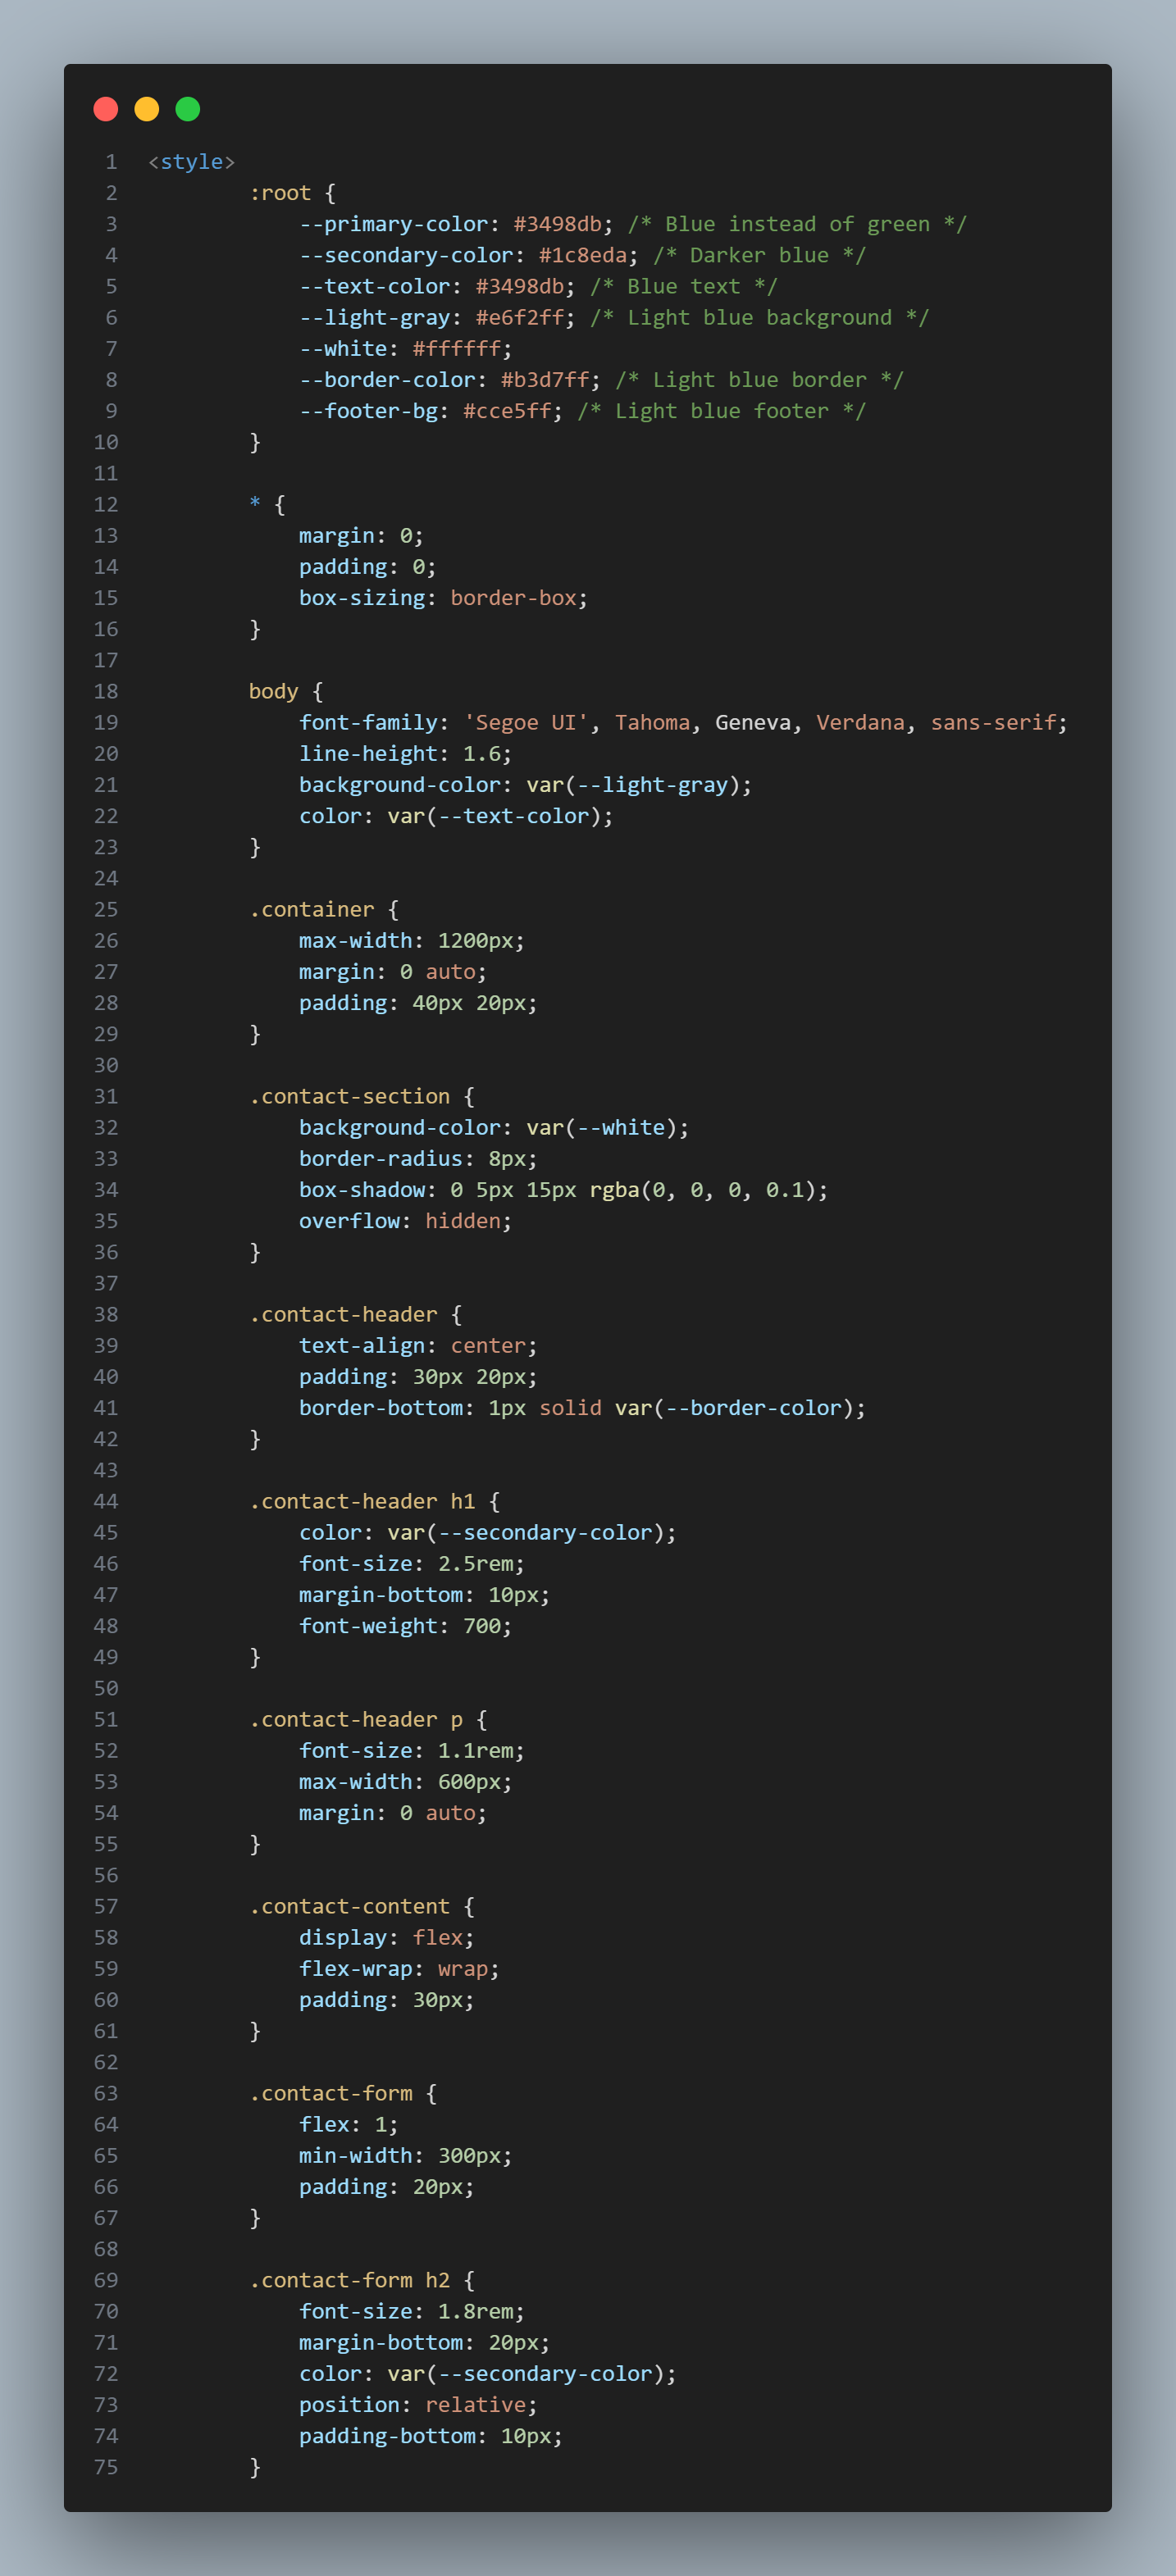 1 <style>
2         :root {
3             --primary-color: #3498db; /* Blue instead of green */
4             --secondary-color: #1c8eda; /* Darker blue */
5             --text-color: #3498db; /* Blue text */
6             --light-gray: #e6f2ff; /* Light blue background */
7             --white: #ffffff;
8             --border-color: #b3d7ff; /* Light blue border */
9             --footer-bg: #cce5ff; /* Light blue footer */
10         }
11
12         * {
13             margin: 0;
14             padding: 0;
15             box-sizing: border-box;
16         }
17
18         body {
19             font-family: 'Segoe UI', Tahoma, Geneva, Verdana, sans-serif;
20             line-height: 1.6;
21             background-color: var(--light-gray);
22             color: var(--text-color);
23         }
24
25         .container {
26             max-width: 1200px;
27             margin: 0 auto;
28             padding: 40px 20px;
29         }
30
31         .contact-section {
32             background-color: var(--white);
33             border-radius: 8px;
34             box-shadow: 0 5px 15px rgba(0, 0, 0, 0.1);
35             overflow: hidden;
36         }
37
38         .contact-header {
39             text-align: center;
40             padding: 30px 20px;
41             border-bottom: 1px solid var(--border-color);
42         }
43
44         .contact-header h1 {
45             color: var(--secondary-color);
46             font-size: 2.5rem;
47             margin-bottom: 10px;
48             font-weight: 700;
49         }
50
51         .contact-header p {
52             font-size: 1.1rem;
53             max-width: 600px;
54             margin: 0 auto;
55         }
56
57         .contact-content {
58             display: flex;
59             flex-wrap: wrap;
60             padding: 30px;
61         }
62
63         .contact-form {
64             flex: 1;
65             min-width: 300px;
66             padding: 20px;
67         }
68
69         .contact-form h2 {
70             font-size: 1.8rem;
71             margin-bottom: 20px;
72             color: var(--secondary-color);
73             position: relative;
74             padding-bottom: 10px;
75         }